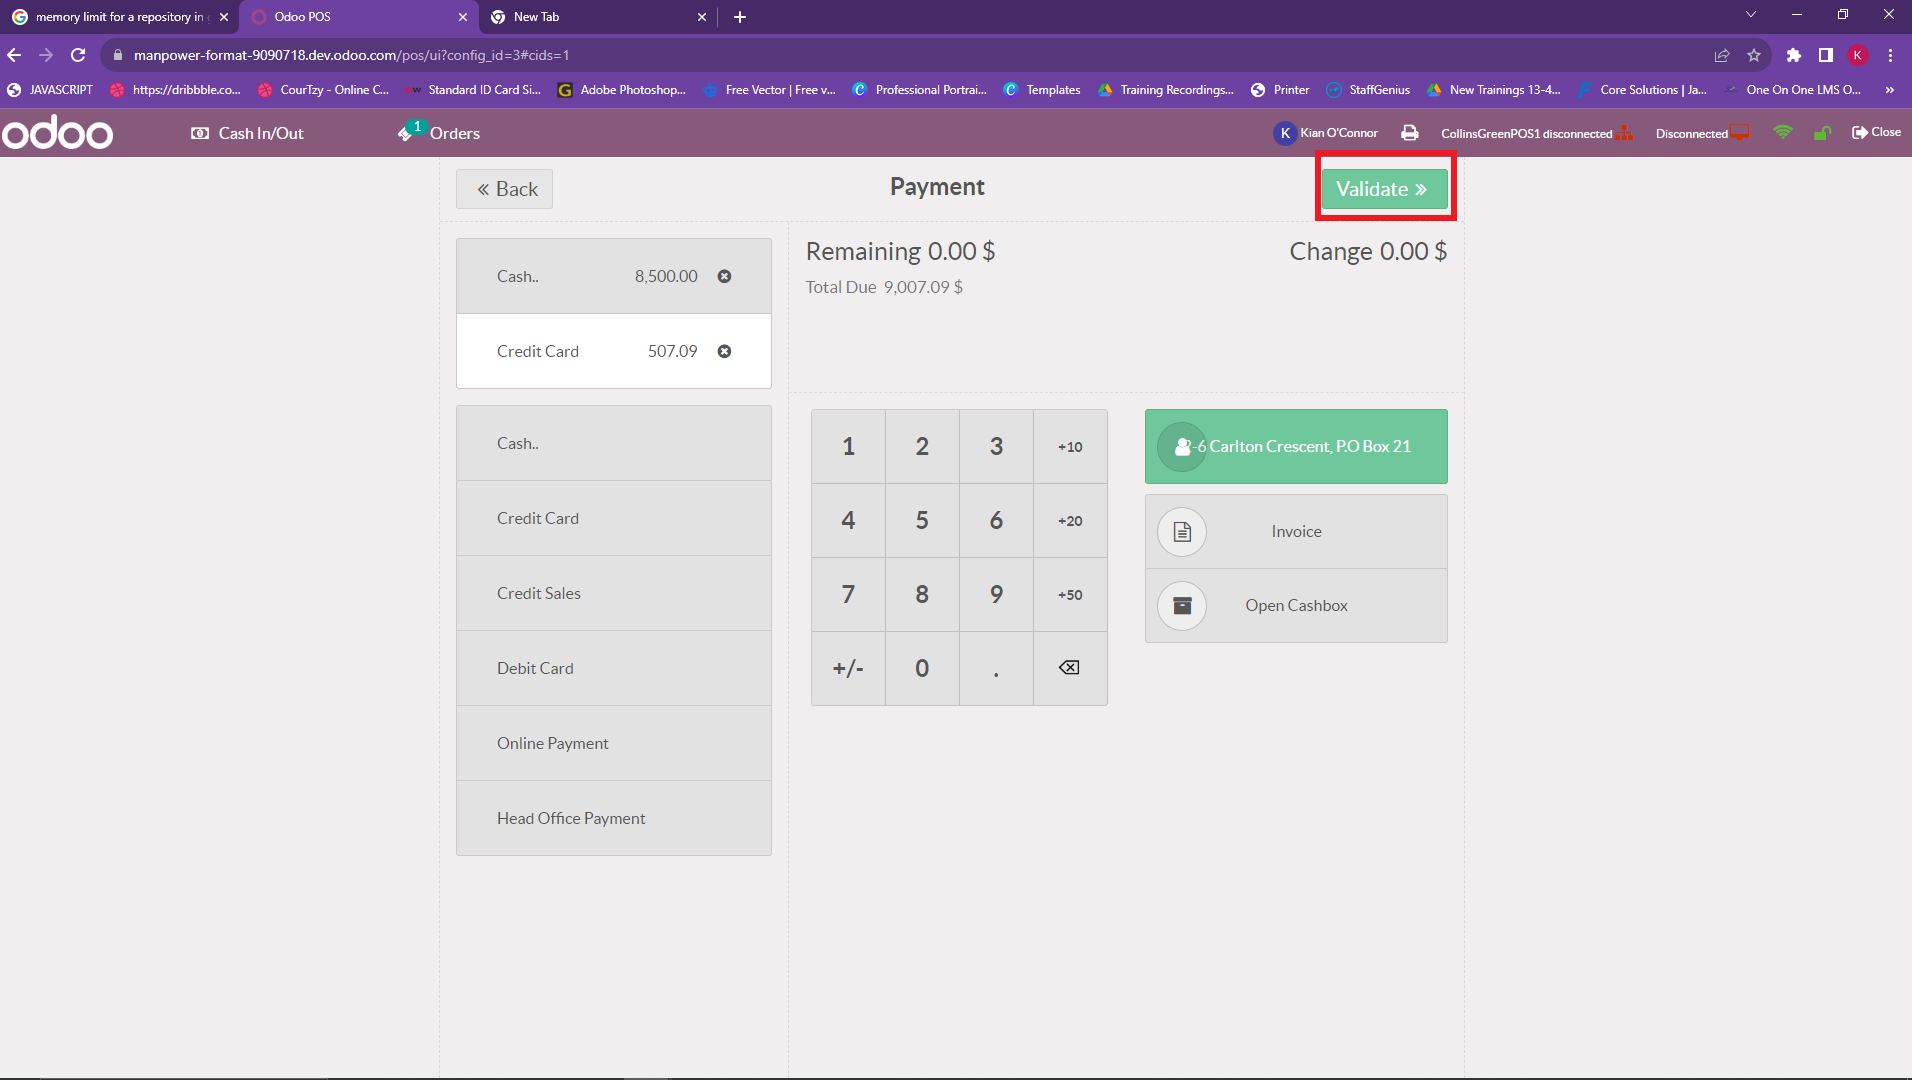 memory limit for a repository in
Odoo POS
New Tab
manpower-format-9090718.dev.odoo.com/pos/ui?config_id=3#cids=1
K
JAVASCRIPT
https://dribbble.co...
CourTzy - Online C...
Standard ID Card Si...
Adobe Photoshop...
Free Vector | Free v...
Professional Portrai...
Templates
Training Recordings...
Printer
StaffGenius
New Trainings 13-4...
Core Solutions | Ja...
One On One LMS O...
»
odoo
Cash In/Out
1
Orders
K
Kian O'Connor
CollinsGreenPOS1 disconnected
Disconnected
Close
« Back
Payment
Validate »
Cash.. 8,500.00
Credit Card 507.09
Remaining 0.00 $
Change 0.00 $
Total Due 9,007.09 $
Cash..
Credit Card
Credit Sales
Debit Card
Online Payment
Head Office Payment
1 2 3 +10
4 5 6 +20
7 8 9 +50
+/- 0 .
-6 Carlton Crescent, P.O Box 21
Invoice
Open Cashbox